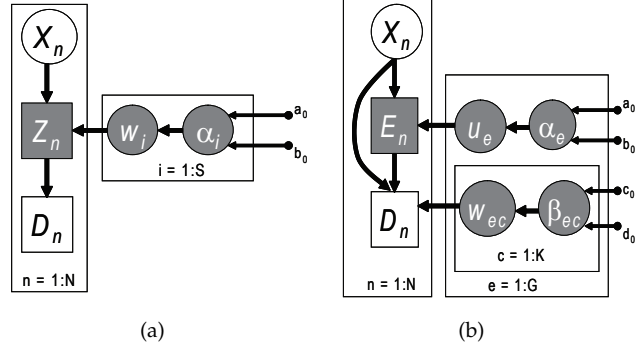 X_n
Z_n
D_n
n = 1:N
w_i
α_i
a_0
b_0
i = 1:S
(a)
X_n
E_n
D_n
n = 1:N
u_e
α_e
a_0
b_0
w_ec
β_ec
c_0
d_0
c = 1:K
e = 1:G
(b)